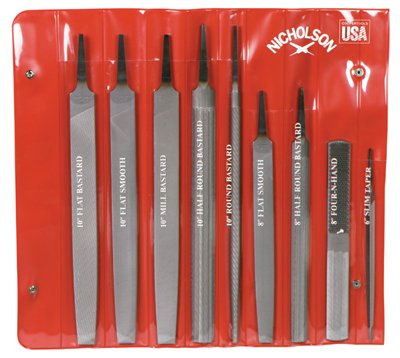 NICHOLSON
COOPERTOOLS
USA
10" FLAT BASTARD
10" FLAT SMOOTH
10" MILL BASTARD
10" HALF ROUND BASTARD
10" ROUND BASTARD
8" FLAT SMOOTH
8" HALF ROUND BASTARD
8" FOUR-N-HAND
6" SLIM TAPER